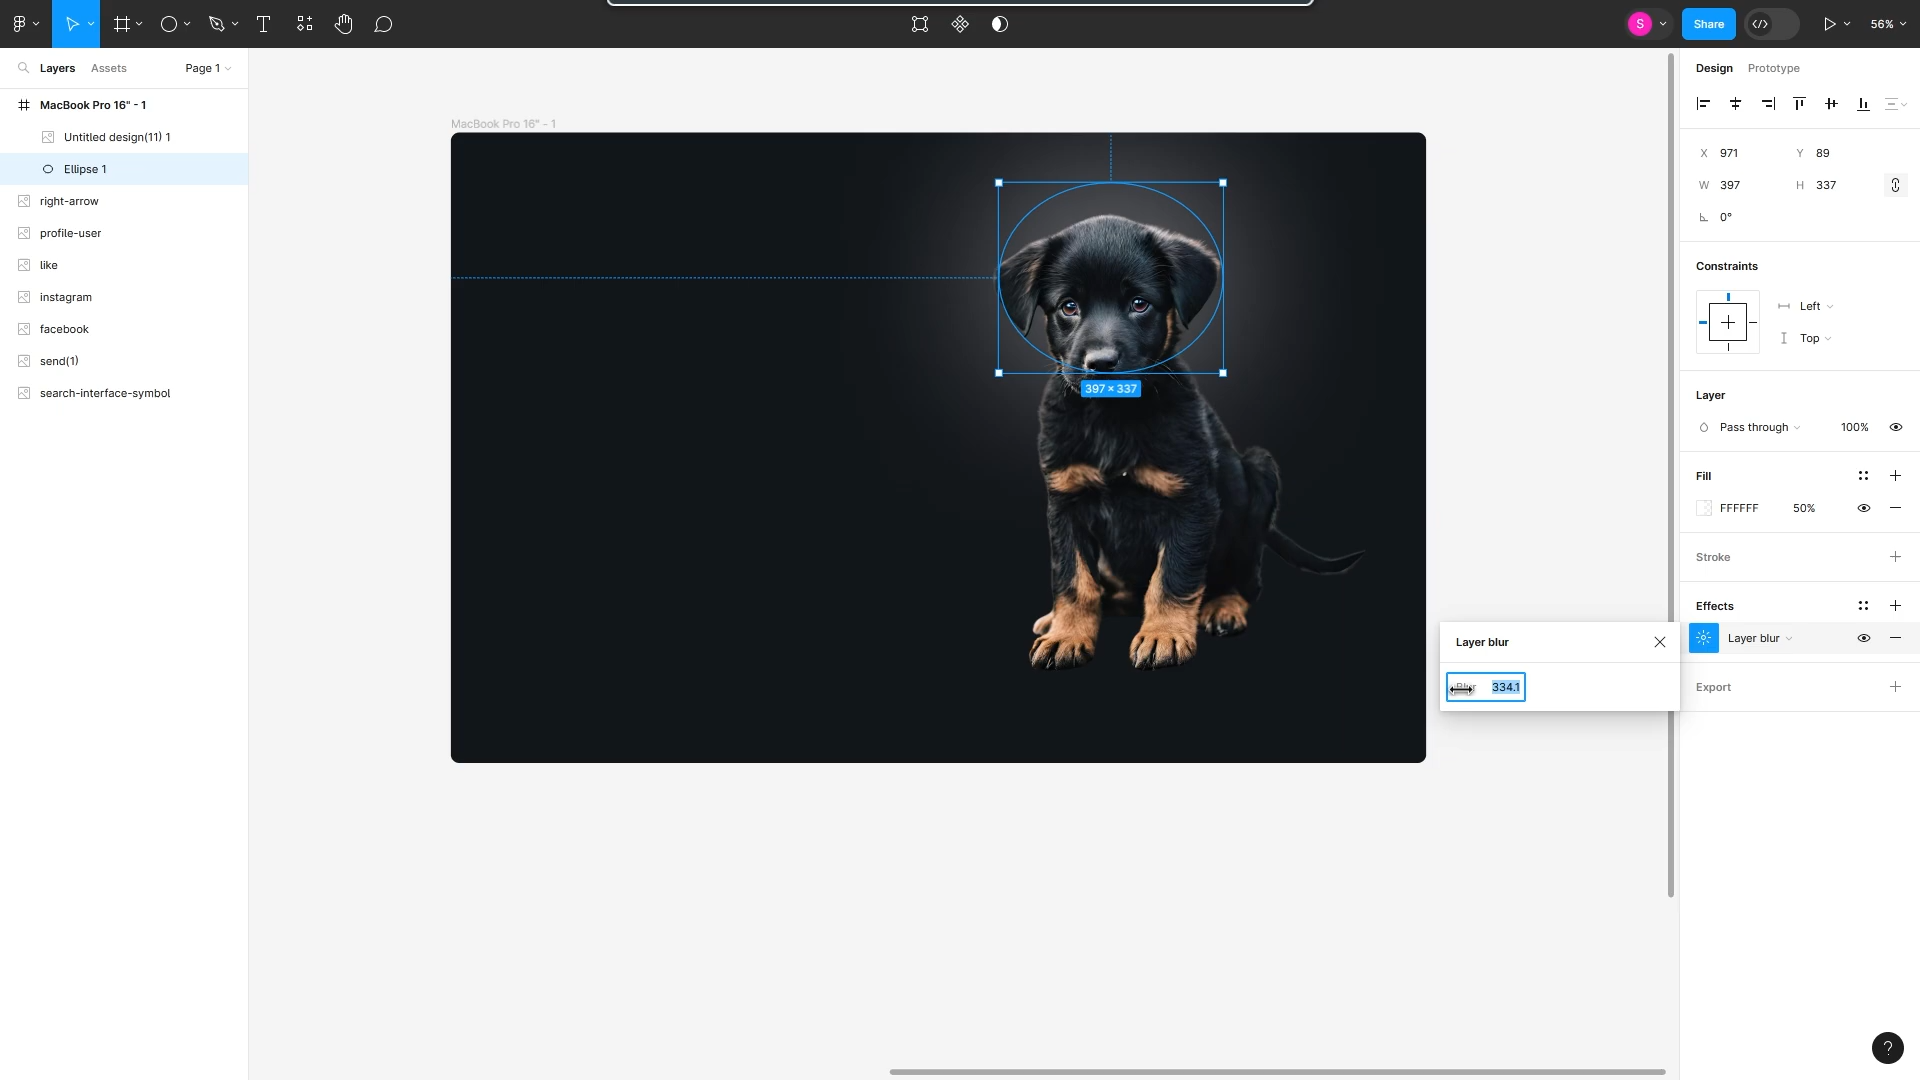 S
Share
56%
Layers
Assets
Page 1
Design
Prototype
MacBook Pro 16" - 1
Untitled design(11) 1
Ellipse 1
right-arrow
profile-user
like
instagram
facebook
send(1)
search-interface-symbol
MacBook Pro 16" - 1
397 × 337
X 971
Y 89
W 397
H 337
0°
Constraints
Left
Top
Layer
Pass through
100%
Fill
FFFFFF
50%
Stroke
Effects
Layer blur
Layer blur
Blur
334.1
Export
?